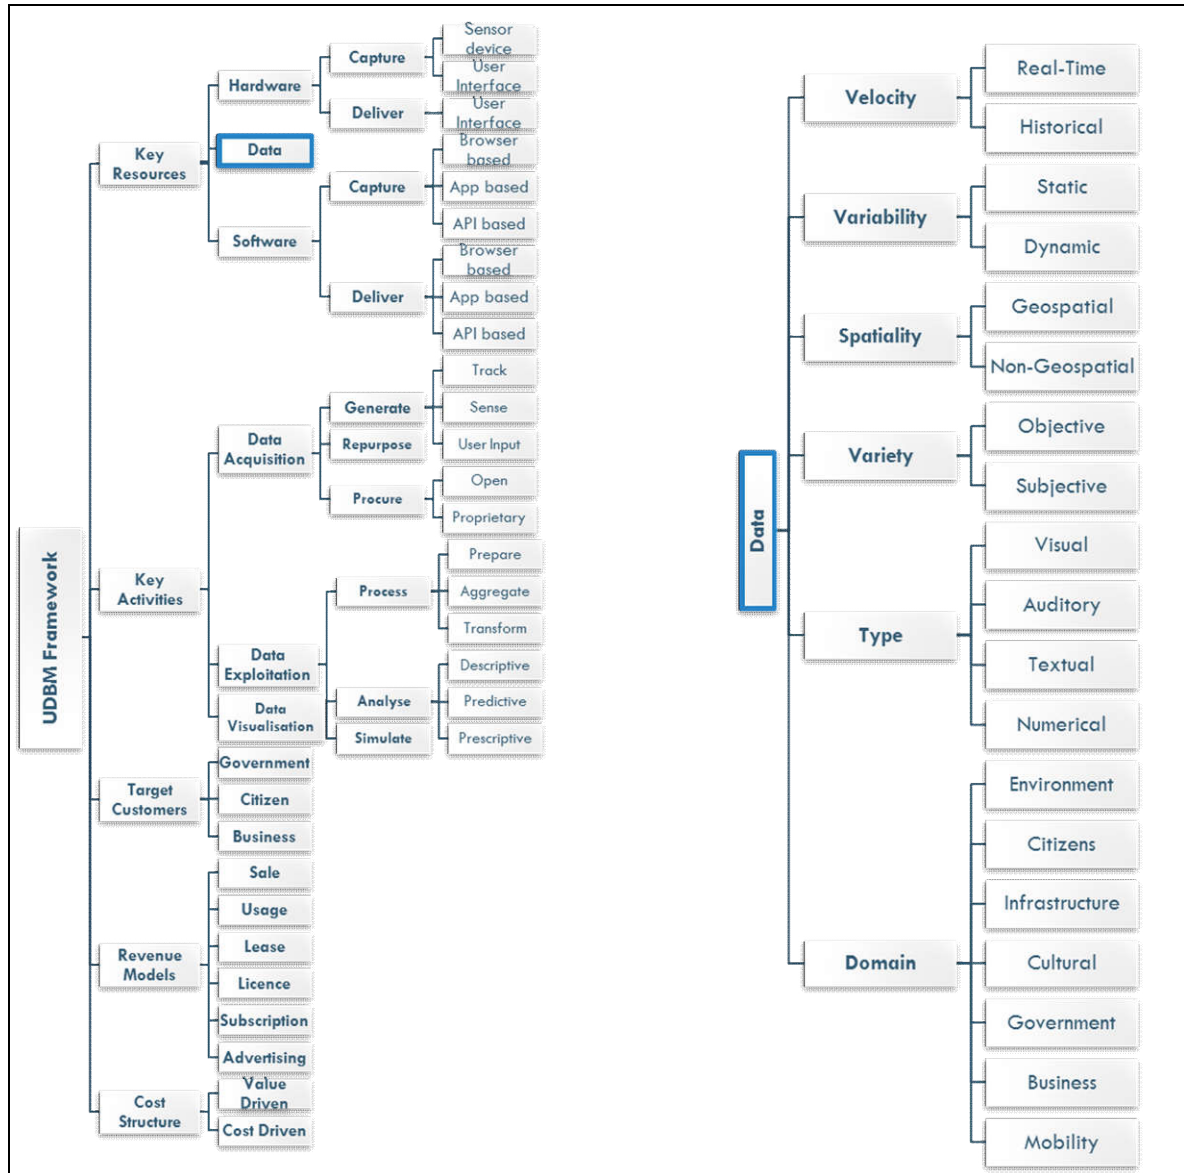 UDBM Framework
Key
Resources
Hardware
Capture
Sensor
device
User
Interface
Deliver
User
Interface
Data
Software
Capture
Browser
based
App based
API based
Deliver
Browser
based
App based
API based
Key
Activities
Data
Acquisition
Generate
Track
Sense
User Input
Repurpose
Procure
Open
Proprietary
Data
Exploitation
Data
Visualisation
Process
Prepare
Aggregate
Transform
Analyse
Descriptive
Predictive
Prescriptive
Simulate
Target
Customers
Government
Citizen
Business
Revenue
Models
Sale
Usage
Lease
Licence
Subscription
Advertising
Cost
Structure
Value
Driven
Cost Driven
Data
Velocity
Real-Time
Historical
Variability
Static
Dynamic
Spatiality
Geospatial
Non-Geospatial
Variety
Objective
Subjective
Type
Visual
Auditory
Textual
Numerical
Domain
Environment
Citizens
Infrastructure
Cultural
Government
Business
Mobility